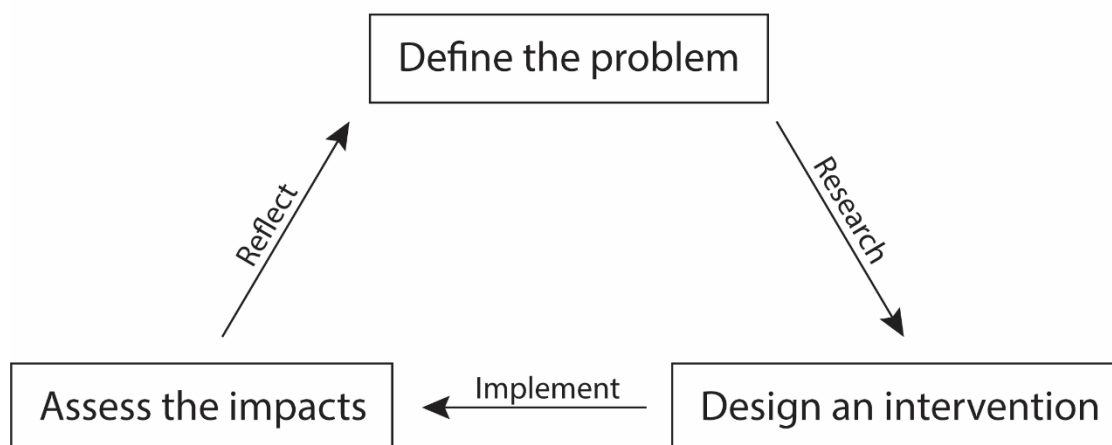 Define the problem
Reflect
Research
Implement
Assess the impacts
Design an intervention